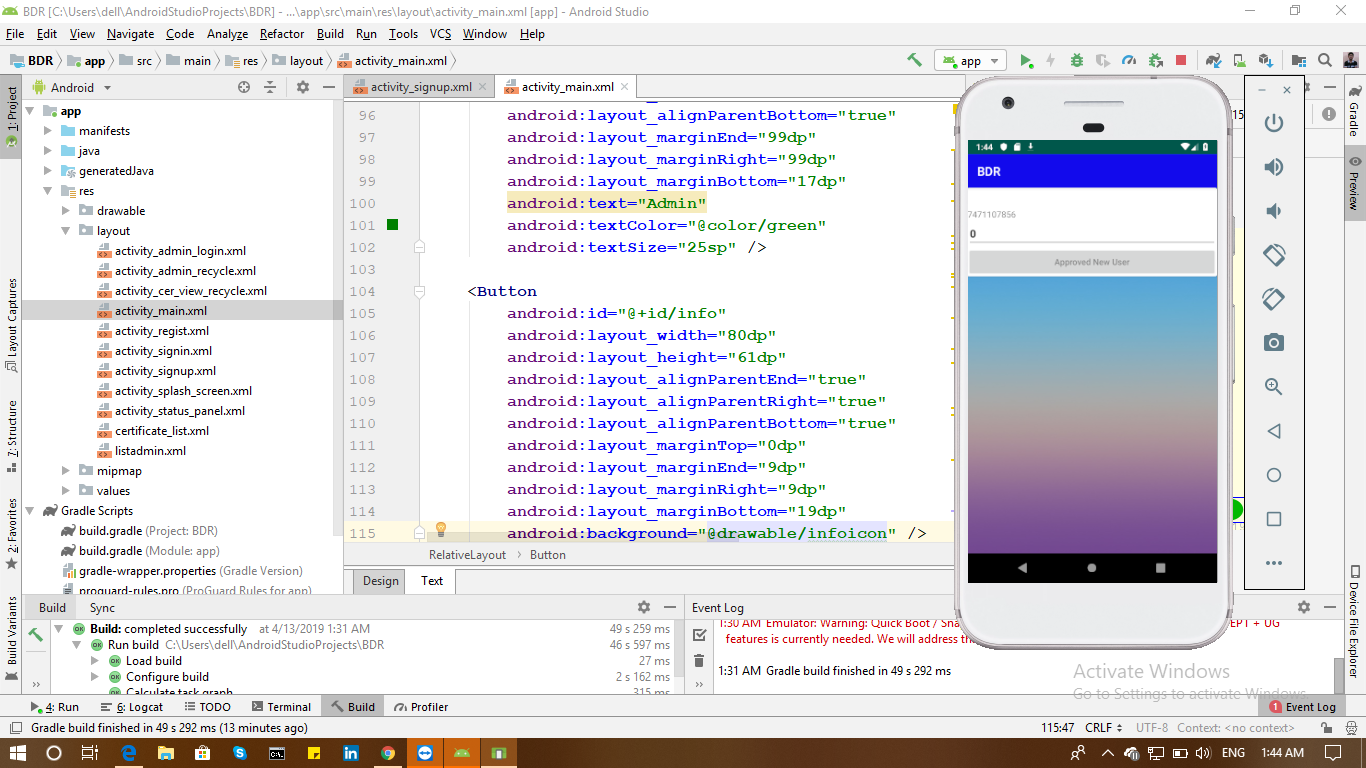 BDR [C:\Users\dell\AndroidStudioProjects\BDR] - ...\app\src\main\res\layout\activity_main.xml [app] - Android Studio
File Edit View Navigate Code Analyze Refactor Build Run Tools VCS Window Help
BDR app src main res layout activity_main.xml app
1: Project
Android
activity_signup.xml activity_main.xml
app
manifests
java
generatedJava
res
drawable
layout
activity_admin_login.xml
activity_admin_recycle.xml
activity_cer_view_recycle.xml
activity_main.xml
activity_regist.xml
activity_signin.xml
activity_signup.xml
activity_splash_screen.xml
activity_status_panel.xml
certificate_list.xml
listadmin.xml
mipmap
values
Gradle Scripts
build.gradle (Project: BDR)
build.gradle (Module: app)
gradle-wrapper.properties (Gradle Version)
proguard-rules.pro (ProGuard Rules for app)
Layout Captures
7: Structure
2: Favorites
Build Variants
96 android:layout_alignParentBottom="true"
97 android:layout_marginEnd="99dp"
98 android:layout_marginRight="99dp"
99 android:layout_marginBottom="17dp"
100 android:text="Admin"
101 android:textColor="@color/green"
102 android:textSize="25sp" />
103
104 <Button
105 android:id="@+id/info"
106 android:layout_width="80dp"
107 android:layout_height="61dp"
108 android:layout_alignParentEnd="true"
109 android:layout_alignParentRight="true"
110 android:layout_alignParentBottom="true"
111 android:layout_marginTop="0dp"
112 android:layout_marginEnd="9dp"
113 android:layout_marginRight="9dp"
114 android:layout_marginBottom="19dp"
115 android:background="@drawable/infoicon" />
RelativeLayout Button
Design Text
1:44
BDR
7471107856
0
Approved New User
Gradle
Preview
Device File Explorer
Build Sync
Build: completed successfully at 4/13/2019 1:31 AM 49 s 259 ms
Run build C:\Users\dell\AndroidStudioProjects\BDR 46 s 597 ms
Load build 27 ms
Configure build 2 s 162 ms
Calculate task graph 315 ms
Event Log
1:30 AM Emulator: Warning: Quick Boot / Sna EPT + UG
features is currently needed. We will address th
1:31 AM Gradle build finished in 49 s 292 ms
Activate Windows
Go to Settings to activate Windows.
4: Run 6: Logcat TODO Terminal Build Profiler 1 Event Log
Gradle build finished in 49 s 292 ms (13 minutes ago) 115:47 CRLF UTF-8 Context: <no context>
ENG 1:44 AM